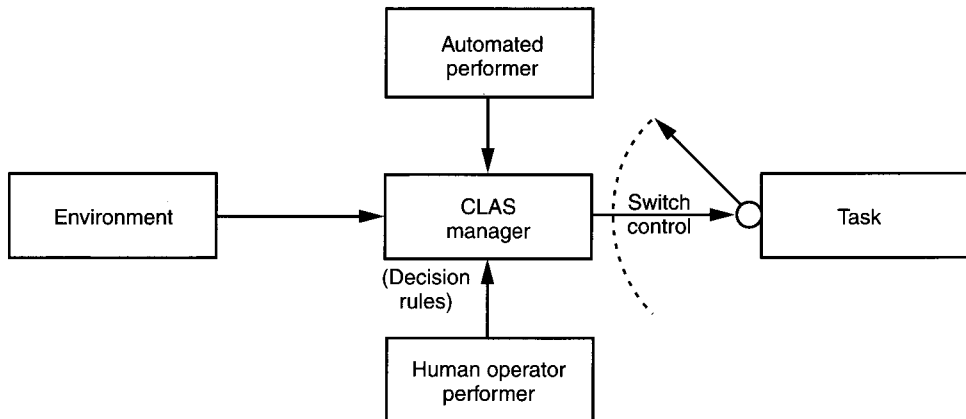 Automated
performer
Environment
CLAS
manager
Switch
control
Task
(Decision
rules)
Human operator
performer